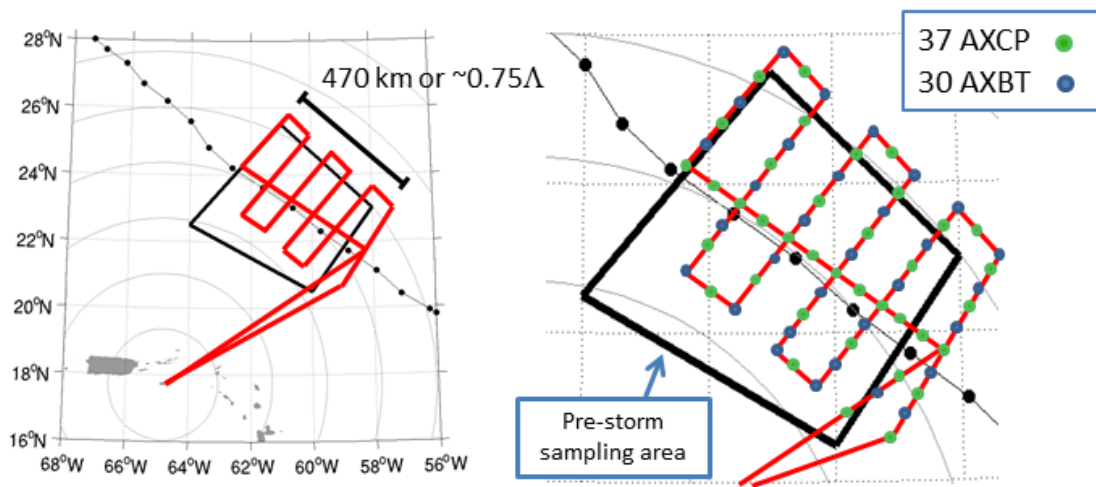 28°N
26°N
24°N
22°N
20°N
18°N
16°N
68°W 66°W 64°W 62°W 60°W 58°W 56°W
470 km or ~0.75Λ
37 AXCP
30 AXBT
Pre-storm
sampling area